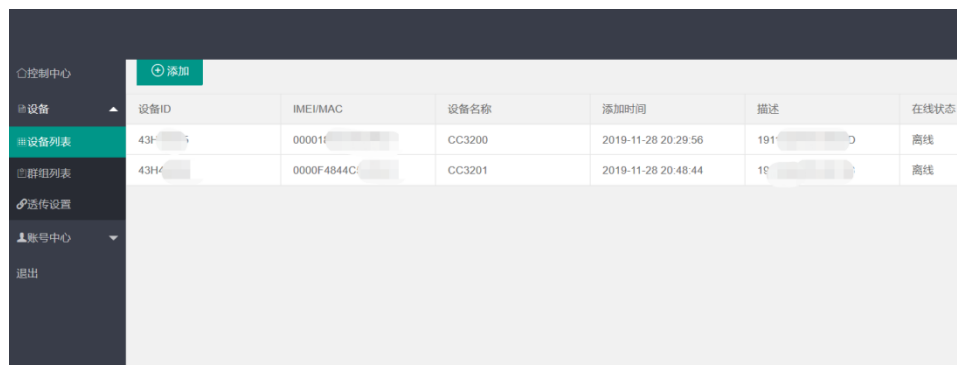 控制中心
添加
设备
设备ID IMEI/MAC 设备名称 添加时间 描述 在线状态
设备列表
CC3200 2019-11-28 20:29:56 离线
群组列表
CC3201 2019-11-28 20:48:44 离线
透传设置
账号中心
退出